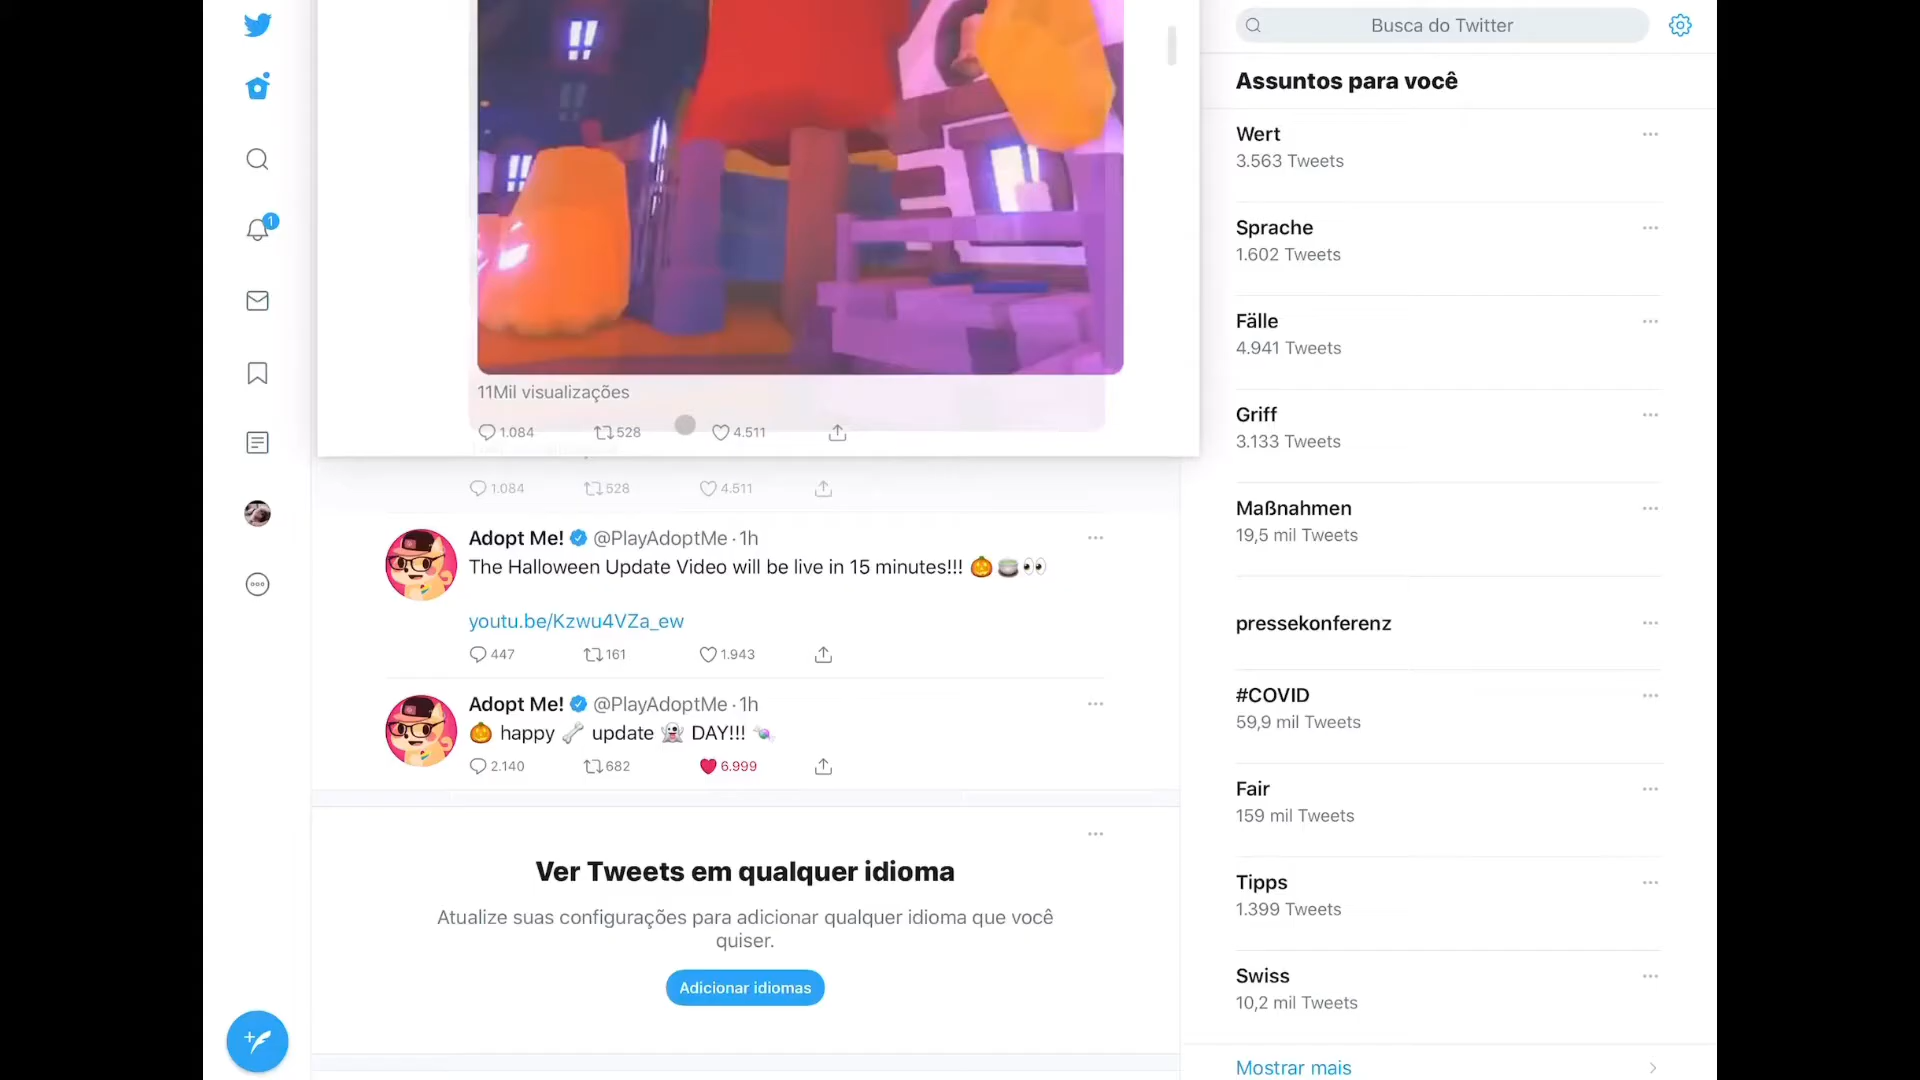 Busca do Twitter
1
11Mil visualizações
1.084 528 4.511
1.084 528 4.511
Adopt Me! @PlayAdoptMe · 1h
The Halloween Update Video will be live in 15 minutes!!! 🎃 👀
youtu.be/Kzwu4VZa_ew
447 161 1.943
Adopt Me! @PlayAdoptMe · 1h
🎃 happy 🦴 update 👻 DAY!!! 🍬
2.140 682 6.999
Ver Tweets em qualquer idioma
Atualize suas configurações para adicionar qualquer idioma que você
quiser.
Adicionar idiomas
Assuntos para você
Wert
3.563 Tweets
Sprache
1.602 Tweets
Fälle
4.941 Tweets
Griff
3.133 Tweets
Maßnahmen
19,5 mil Tweets
pressekonferenz
#COVID
59,9 mil Tweets
Fair
159 mil Tweets
Tipps
1.399 Tweets
Swiss
10,2 mil Tweets
Mostrar mais